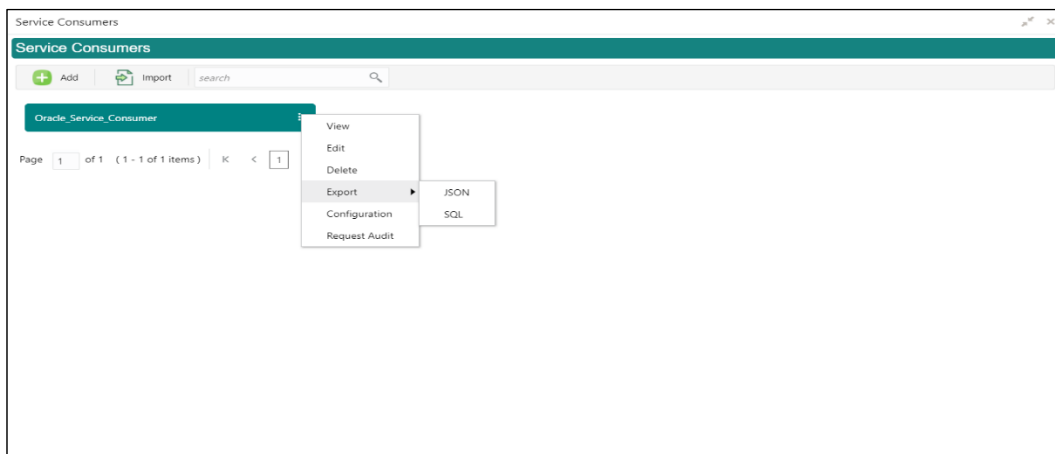 Service Consumers
Service Consumers
Add Import search
Oracle_Service_Consumer
Page 1 of 1 ( 1 - 1 of 1 items ) K < 1
View
Edit
Delete
Export JSON
Configuration SQL
Request Audit